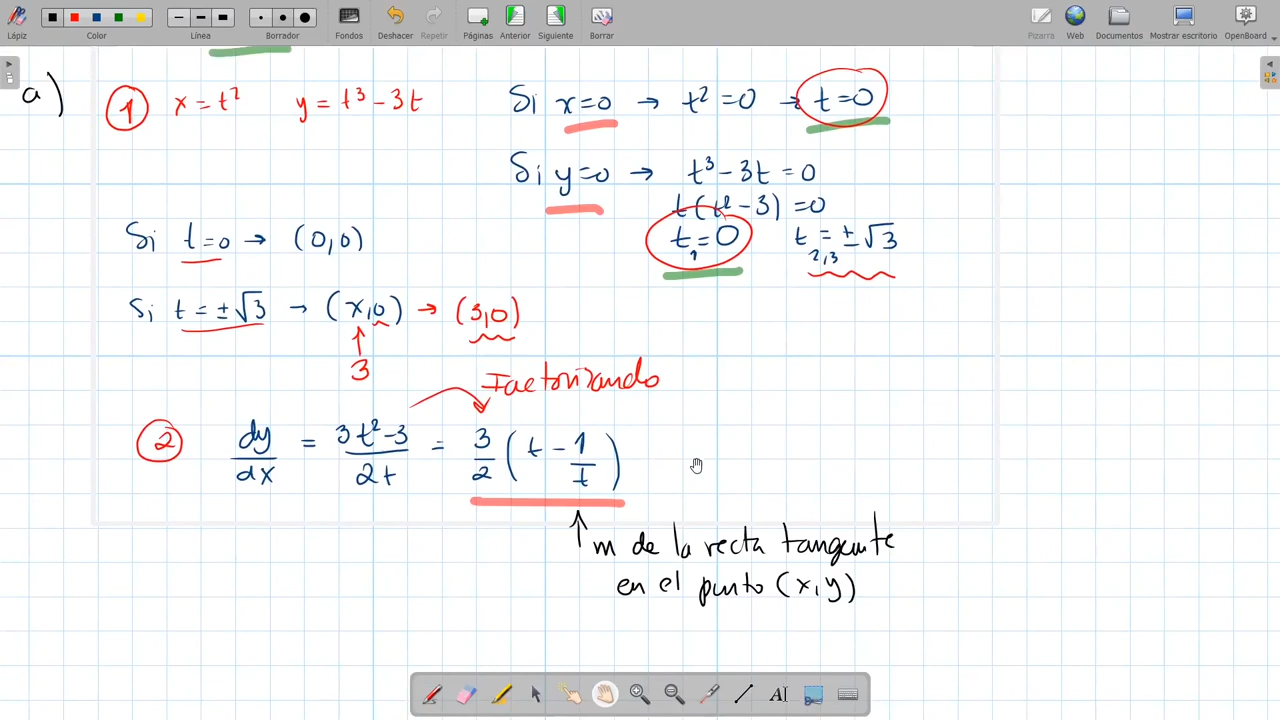 Lápiz Color Línea Borrador Fondos Deshacer Repetir Páginas Anterior Siguiente Borrar Pizarra Web Documentos Mostrar escritorio OpenBoard
a)
1 x = t² y = t³ - 3t
Si x=0 → t² = 0 → t=0
Si y=0 → t³ - 3t = 0
t(t² - 3) = 0
t₁ = 0 t₂,₃ = ± √3
Si t=0 → (0,0)
Si t = ±√3 → (x,0) → (3,0)
3
Factorizando
2 dy/dx = (3t² - 3)/2t = 3/2 (t - 1/t)
m de la recta tangente
en el punto (x,y)
AI